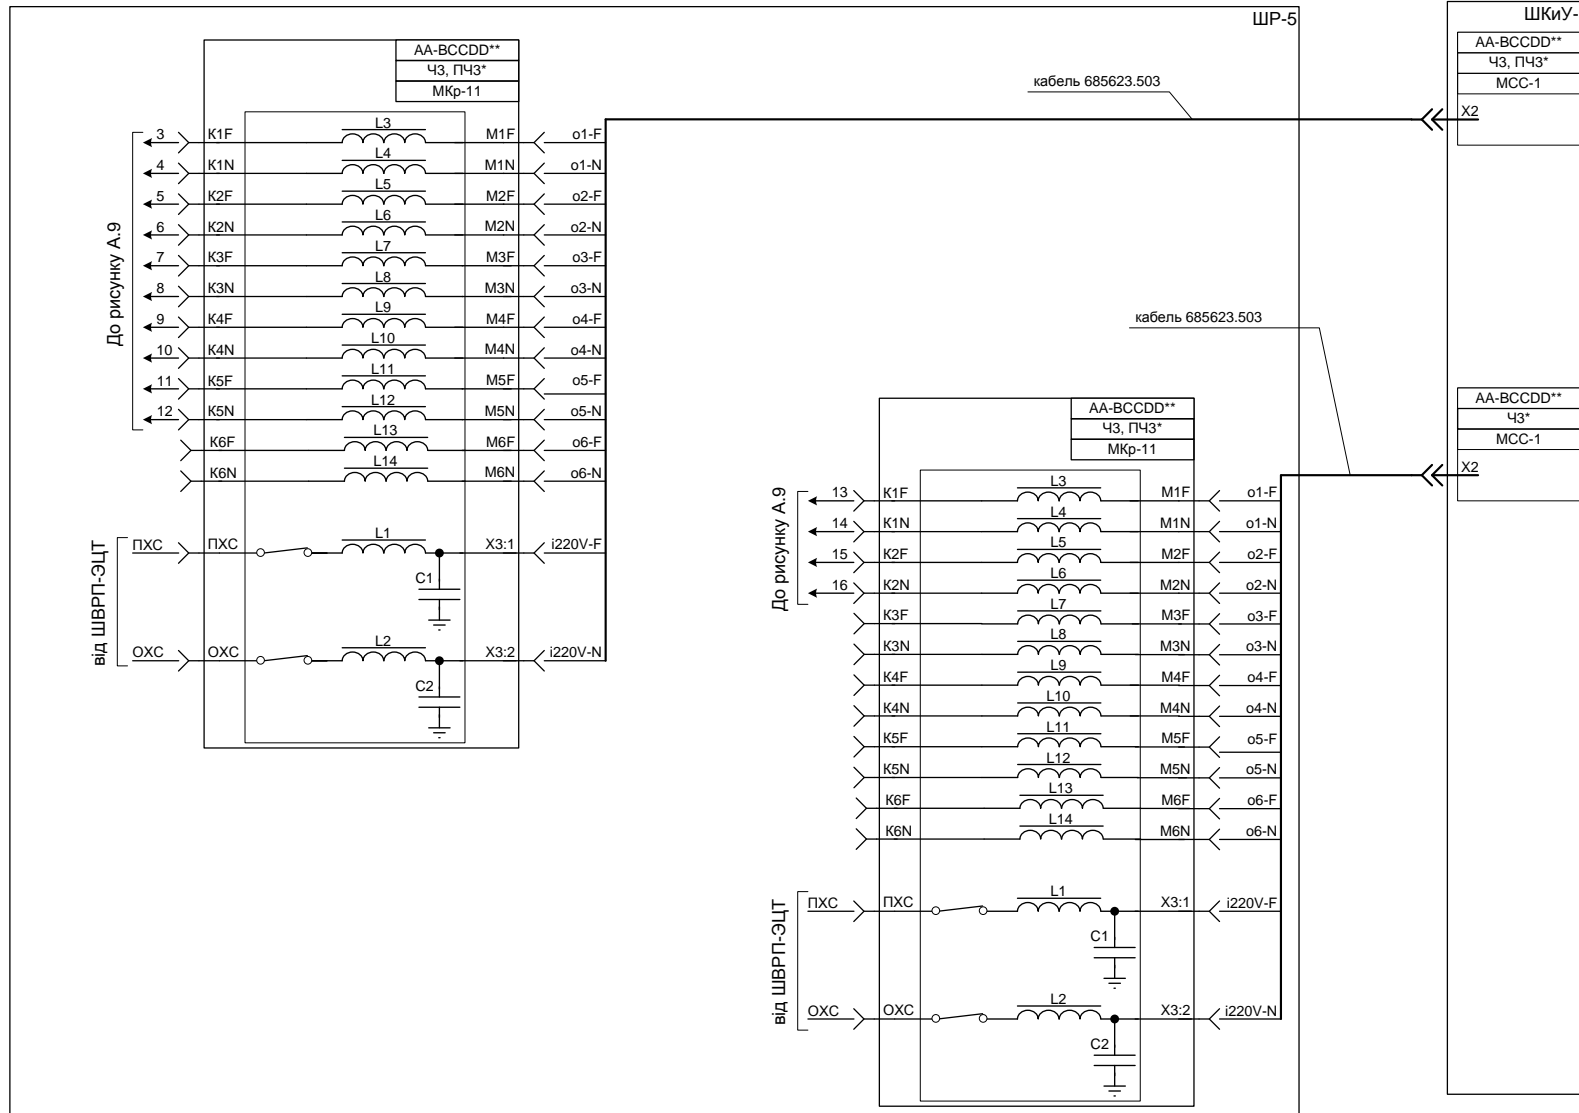 ШР-5
ШКиУ-
АА-ВССDD**
ЧЗ, ПЧЗ*
МКр-11
кабель 685623.503
АА-ВССDD**
ЧЗ, ПЧЗ*
МСС-1
X2
До рисунку А.9
3 K1F L3 M1F o1-F
4 K1N L4 M1N o1-N
5 K2F L5 M2F o2-F
6 K2N L6 M2N o2-N
7 K3F L7 M3F o3-F
8 K3N L8 M3N o3-N
9 K4F L9 M4F o4-F
10 K4N L10 M4N o4-N
11 K5F L11 M5F o5-F
12 K5N L12 M5N o5-N
K6F L13 M6F o6-F
K6N L14 M6N o6-N
від ШВРП-ЭЦТ
ПХС ПХС L1 X3:1 i220V-F
C1
ОХС ОХС L2 X3:2 i220V-N
C2
кабель 685623.503
АА-ВССDD**
ЧЗ*
МСС-1
X2
АА-ВССDD**
ЧЗ, ПЧЗ*
МКр-11
До рисунку А.9
13 K1F L3 M1F o1-F
14 K1N L4 M1N o1-N
15 K2F L5 M2F o2-F
16 K2N L6 M2N o2-N
K3F L7 M3F o3-F
K3N L8 M3N o3-N
K4F L9 M4F o4-F
K4N L10 M4N o4-N
K5F L11 M5F o5-F
K5N L12 M5N o5-N
K6F L13 M6F o6-F
K6N L14 M6N o6-N
від ШВРП-ЭЦТ
ПХС ПХС L1 X3:1 i220V-F
C1
ОХС ОХС L2 X3:2 i220V-N
C2